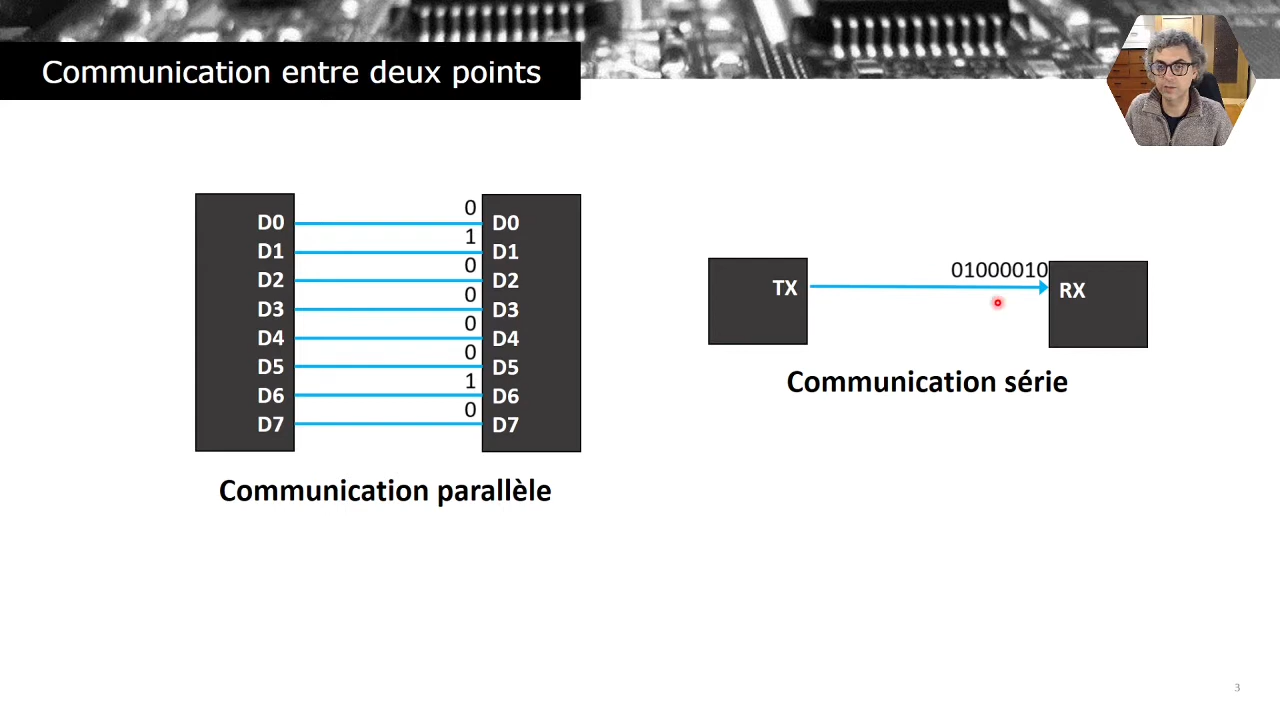 Communication entre deux points
D0 0 D0
D1 1 D1
D2 0 D2
D3 0 D3
D4 0 D4
D5 0 D5
D6 1 D6
D7 0 D7
Communication parallèle
TX 01000010 RX
Communication série
3